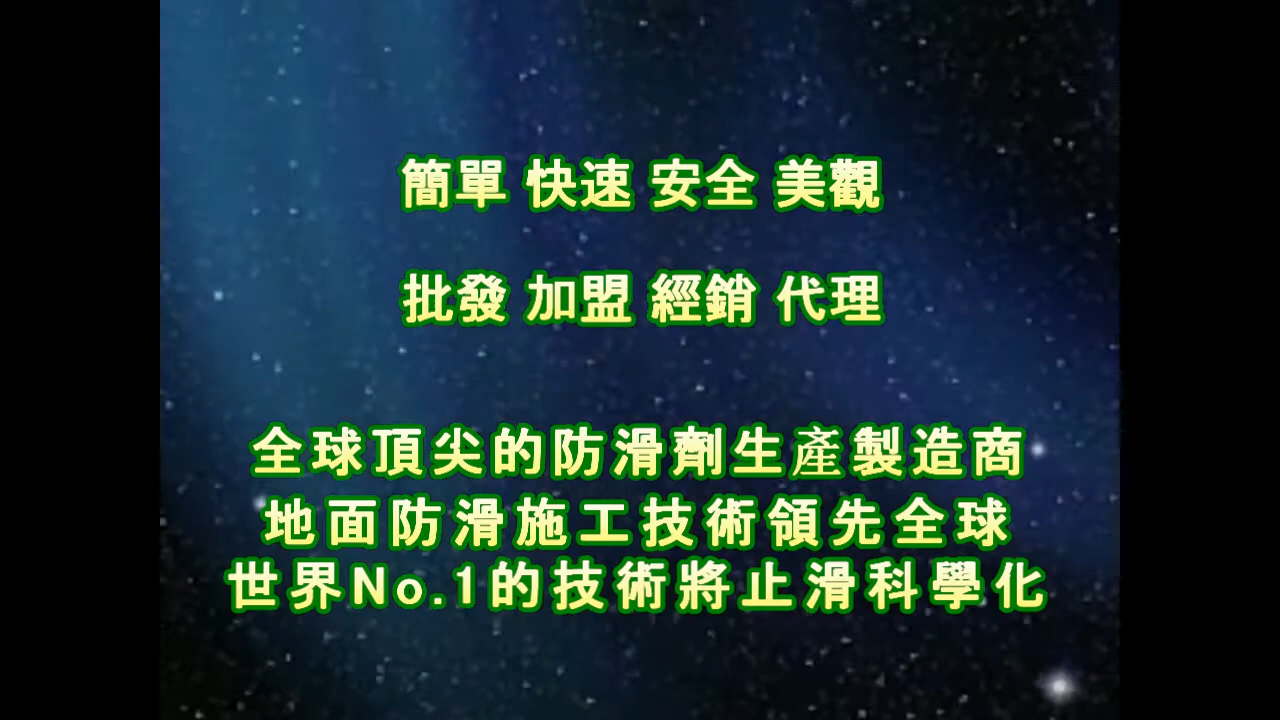 簡單 快速 安全 美觀
批發 加盟 經銷 代理
全球頂尖的防滑劑生產製造商
地面防滑施工技術領先全球
世界No.1的技術將止滑科學化